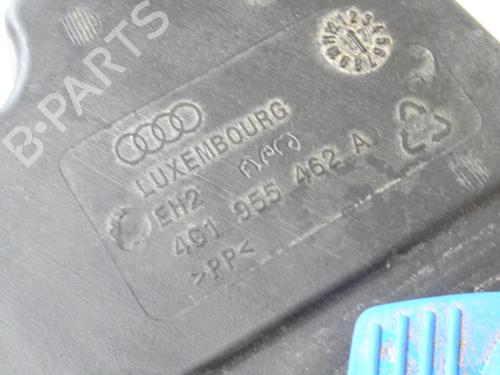 LUXEMBOURG
EH2
4G1 955 462 A
>PP<
B-PARTS